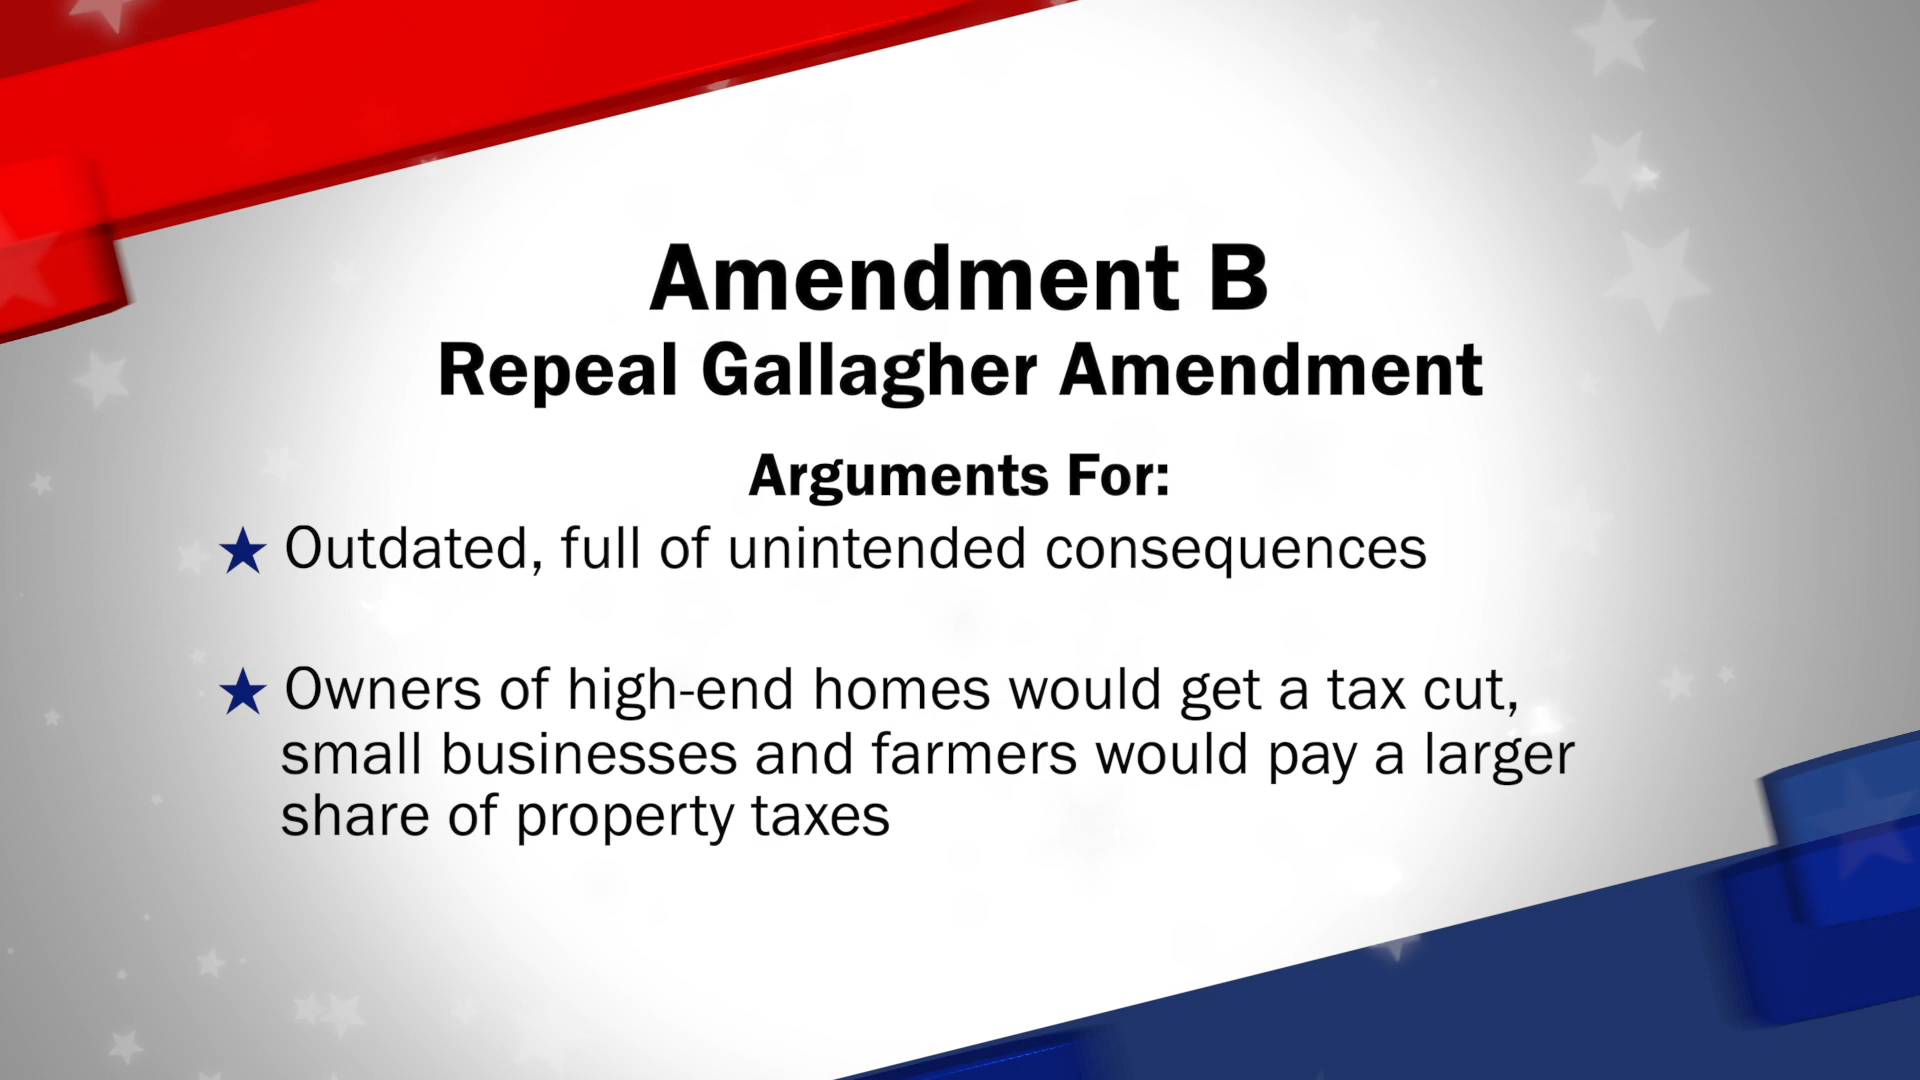 Amendment B
Repeal Gallagher Amendment
Arguments For:
★ Outdated, full of unintended consequences
★ Owners of high-end homes would get a tax cut,
small businesses and farmers would pay a larger
share of property taxes